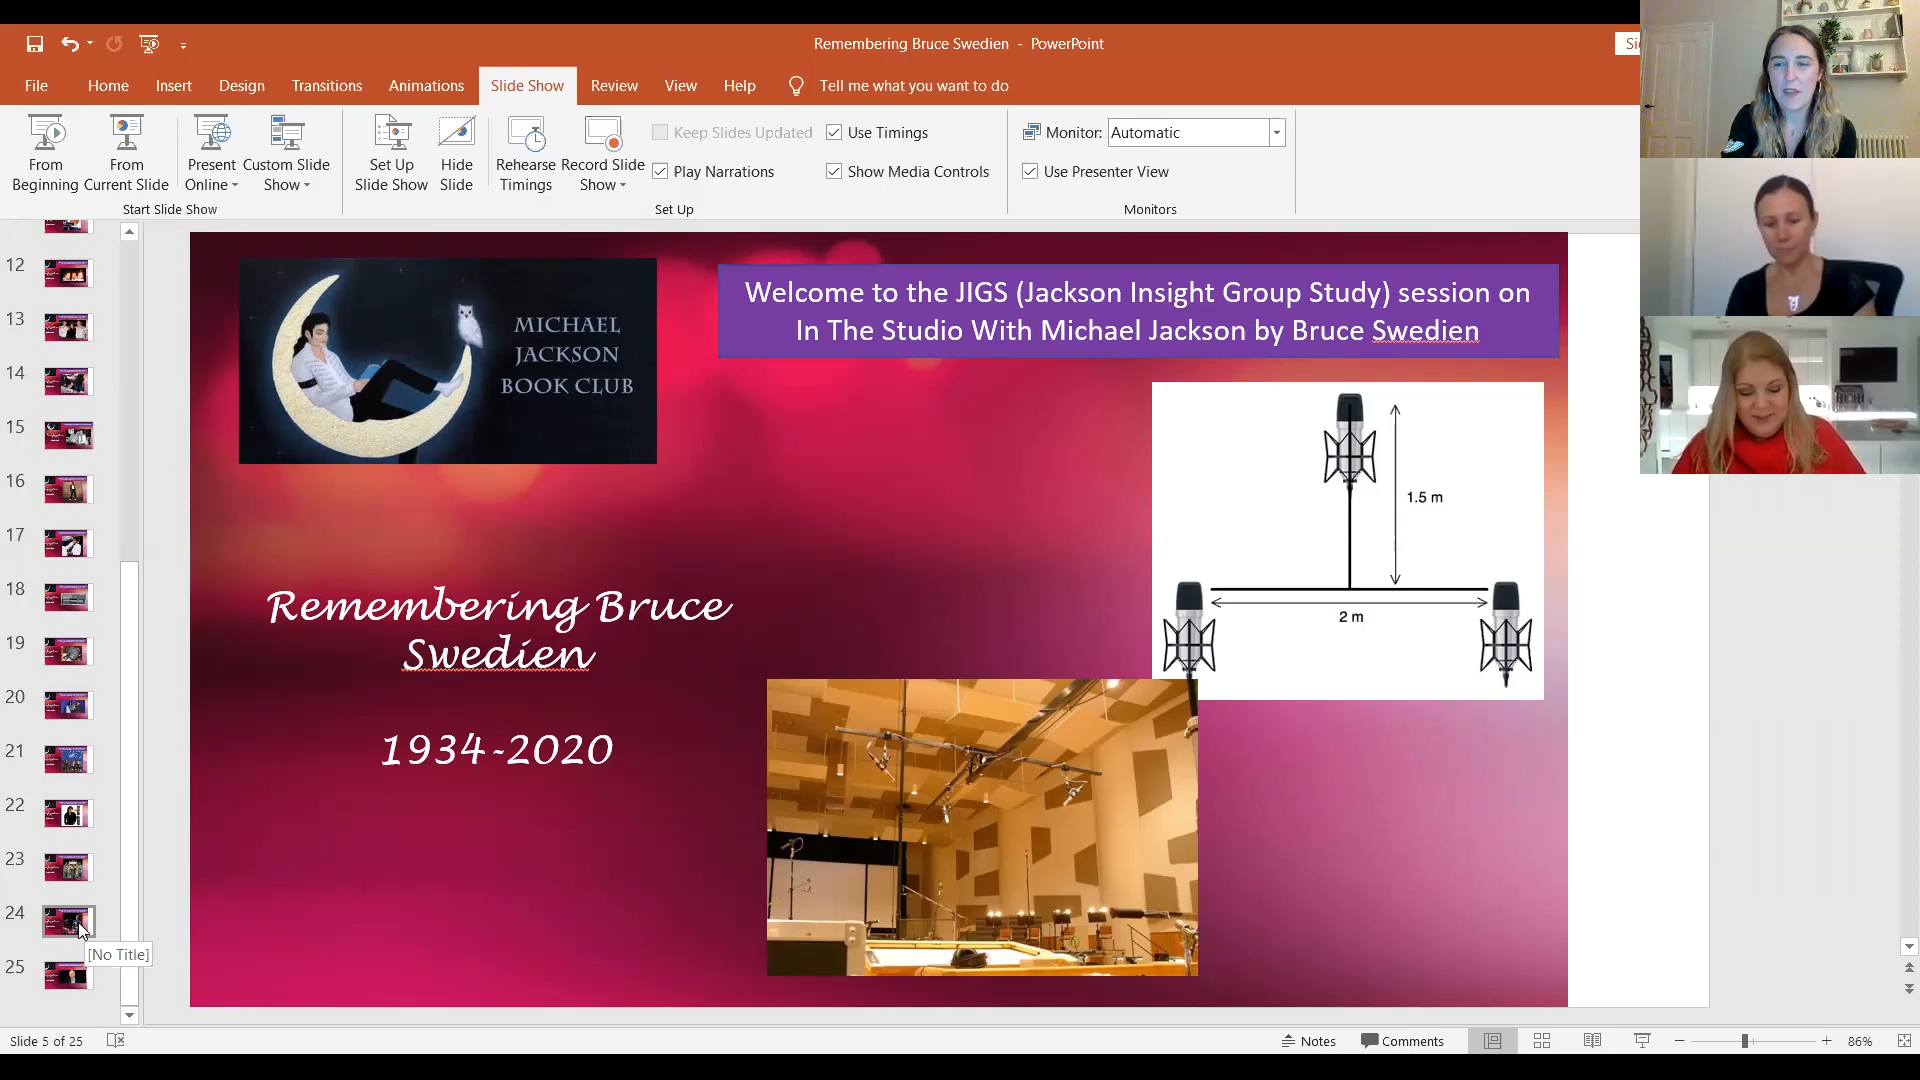 Remembering Bruce Swedien - PowerPoint
File
Home
Insert
Design
Transitions
Animations
Slide Show
Review
View
Help
Tell me what you want to do
From Beginning
From Current Slide
Present Online
Custom Slide Show
Set Up Slide Show
Hide Slide
Rehearse Timings
Record Slide Show
Keep Slides Updated
Play Narrations
Use Timings
Show Media Controls
Monitor:
Automatic
Use Presenter View
Start Slide Show
Set Up
Monitors
12
13
14
15
16
17
18
19
20
21
22
23
24
25
[No Title]
MICHAEL
JACKSON
BOOK CLUB
Welcome to the JIGS (Jackson Insight Group Study) session on
In The Studio With Michael Jackson by Bruce Swedien
1.5 m
2 m
Remembering Bruce
Swedien
1934-2020
Slide 5 of 25
Notes
Comments
86%